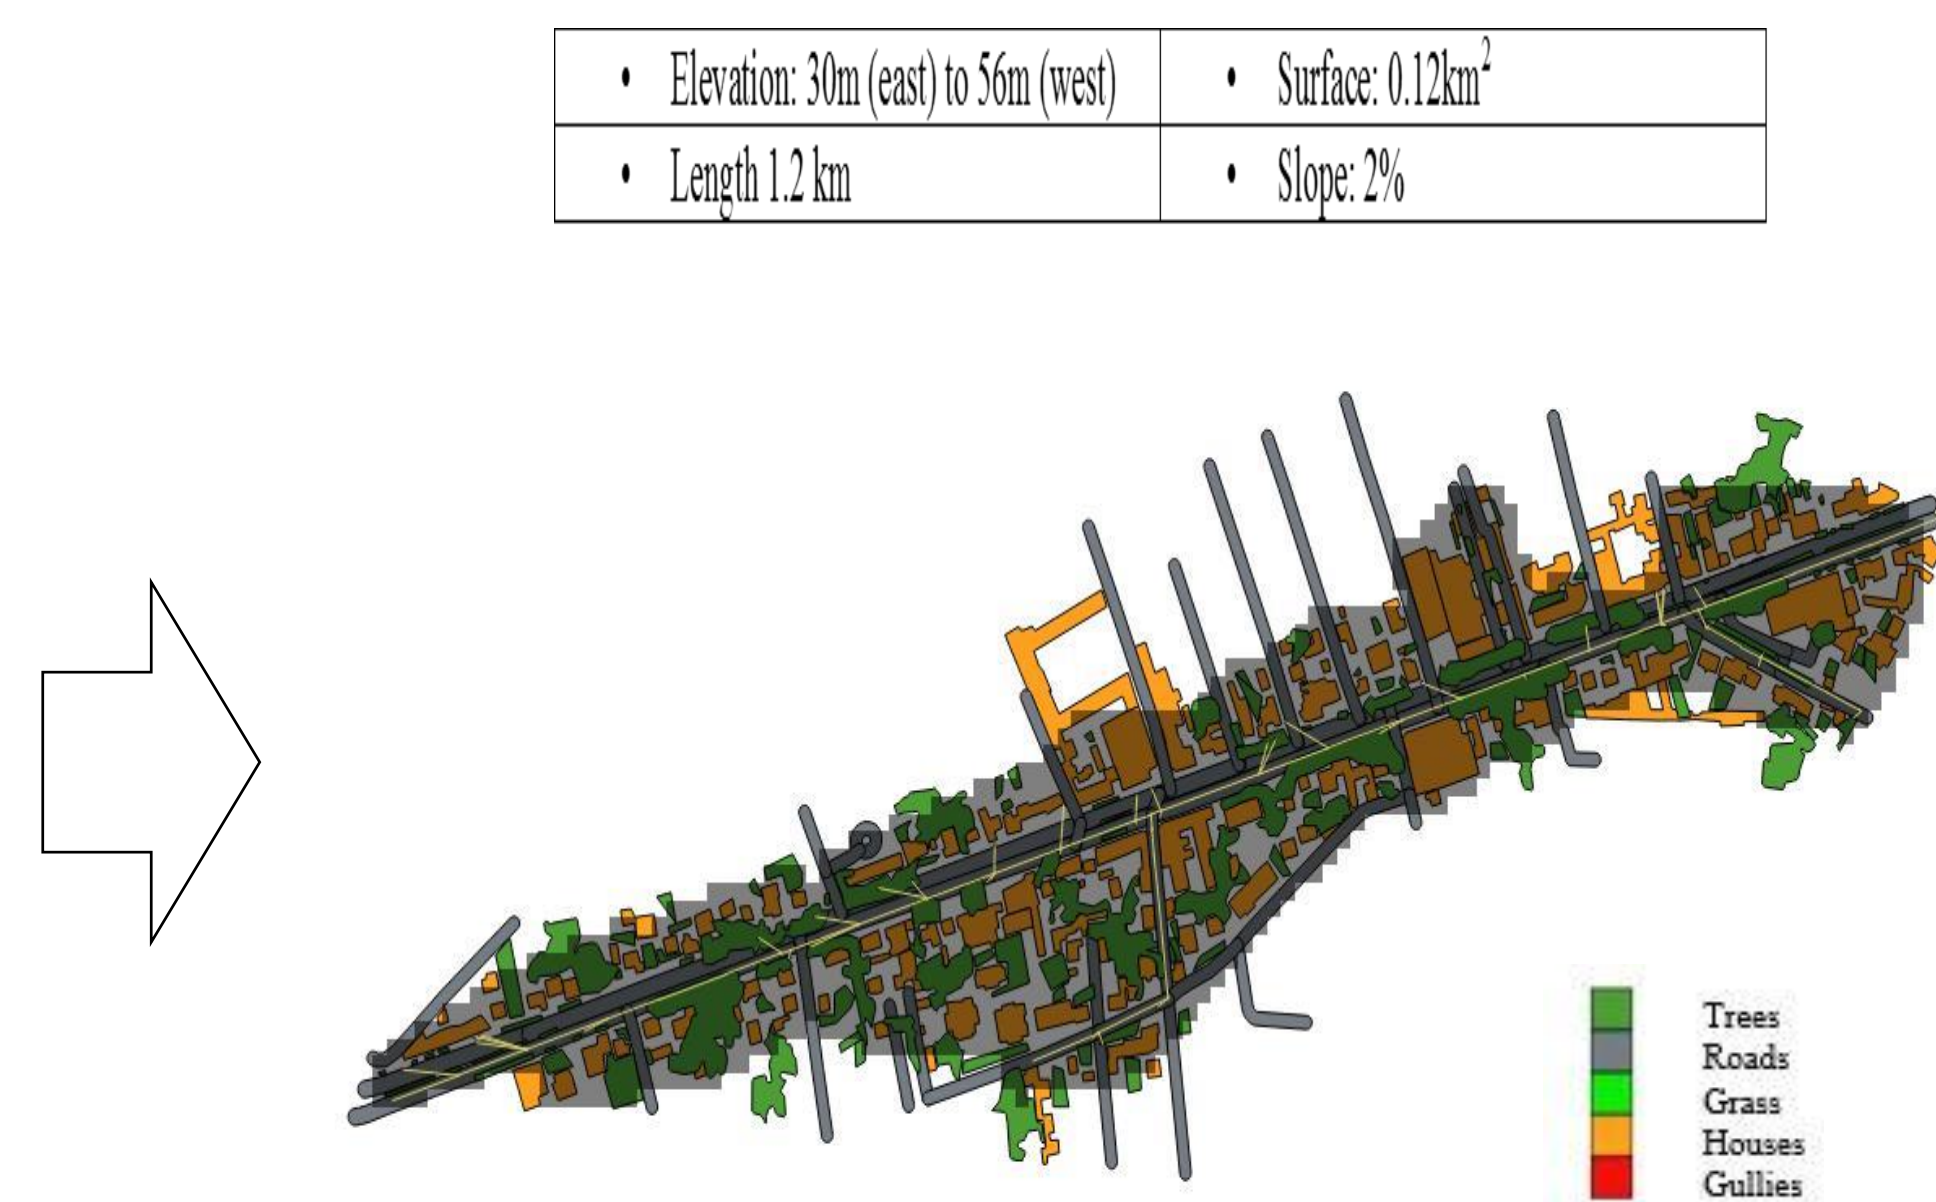 • Elevation: 30m (east) to 56m (west)
• Surface: 0.12km²
• Length 1.2 km
• Slope: 2%
Trees
Roads
Grass
Houses
Gullies